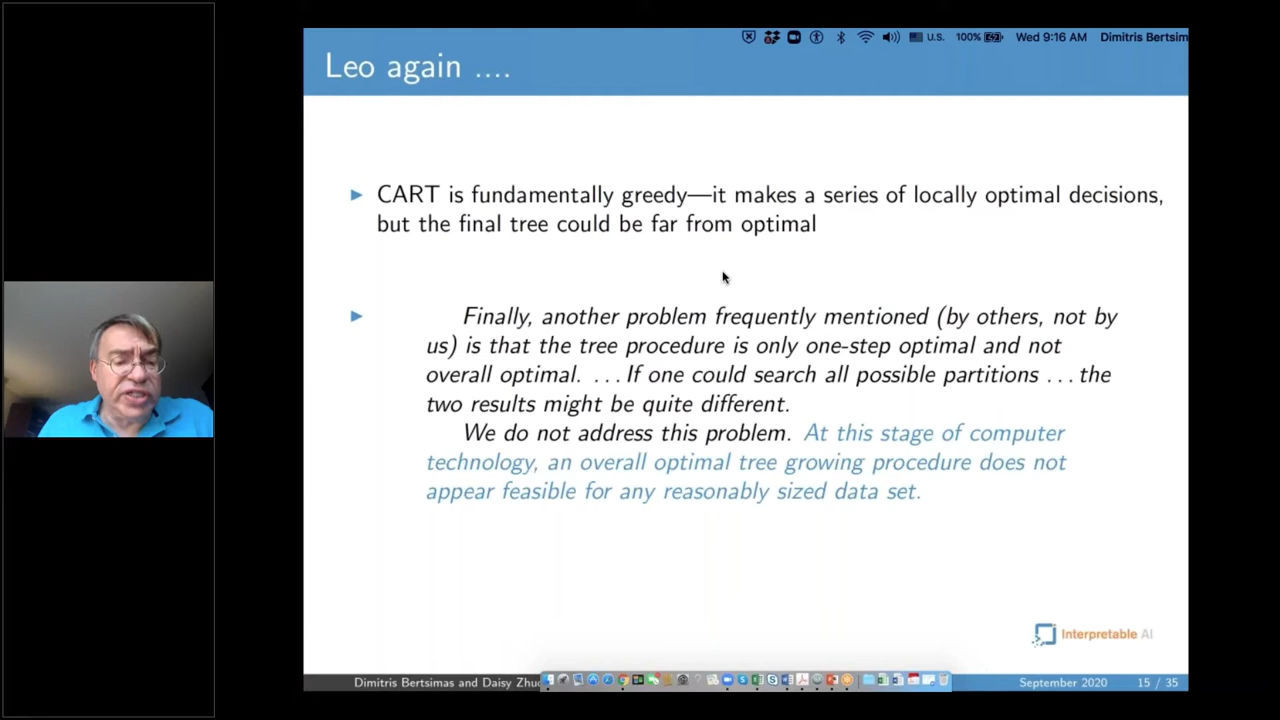 U.S. 100% Wed 9:16 AM Dimitris Bertsim
Leo again ....
CART is fundamentally greedy—it makes a series of locally optimal decisions,
but the final tree could be far from optimal
Finally, another problem frequently mentioned (by others, not by
us) is that the tree procedure is only one-step optimal and not
overall optimal. ... If one could search all possible partitions ... the
two results might be quite different.
We do not address this problem. At this stage of computer
technology, an overall optimal tree growing procedure does not
appear feasible for any reasonably sized data set.
Interpretable AI
Dimitris Bertsimas and Daisy Zhuo September 2020 15 / 35